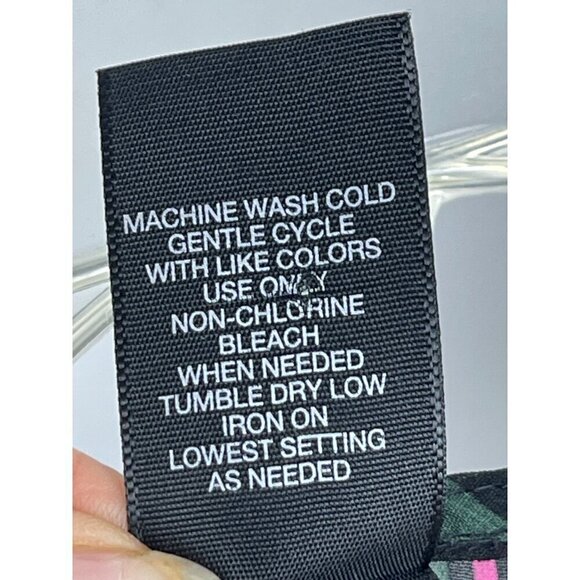 MACHINE WASH COLD
GENTLE CYCLE
WITH LIKE COLORS
USE ONLY
NON-CHLORINE
BLEACH
WHEN NEEDED
TUMBLE DRY LOW
IRON ON
LOWEST SETTING
AS NEEDED